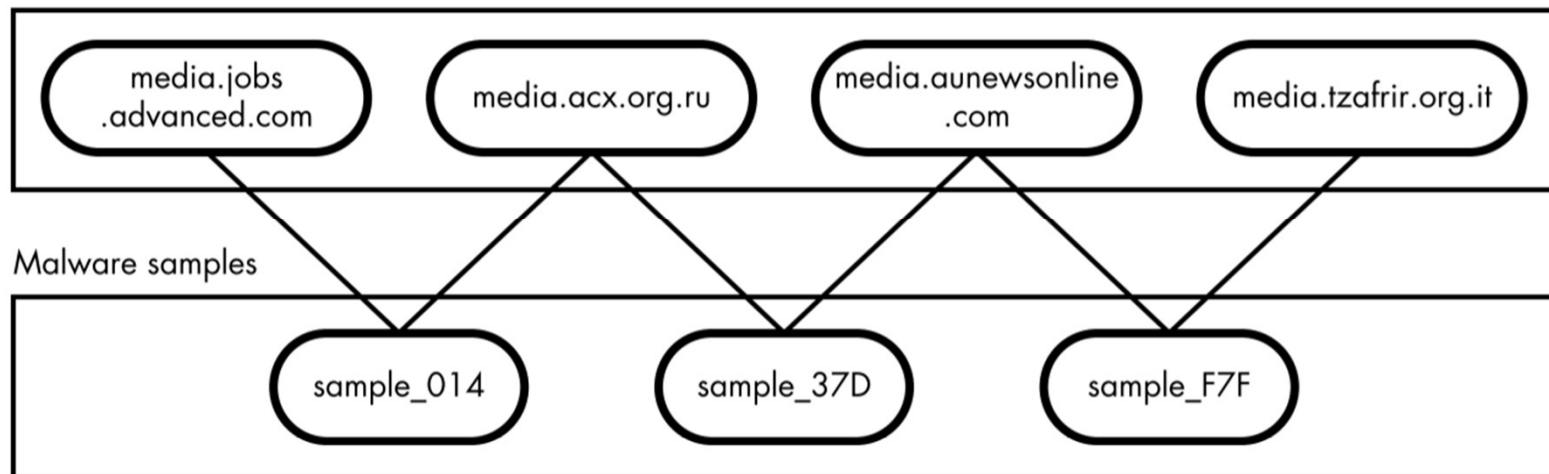 media.jobs
.advanced.com
media.acx.org.ru
media.aunewsonline
.com
media.tzafrir.org.it
Malware samples
sample_014
sample_37D
sample_F7F